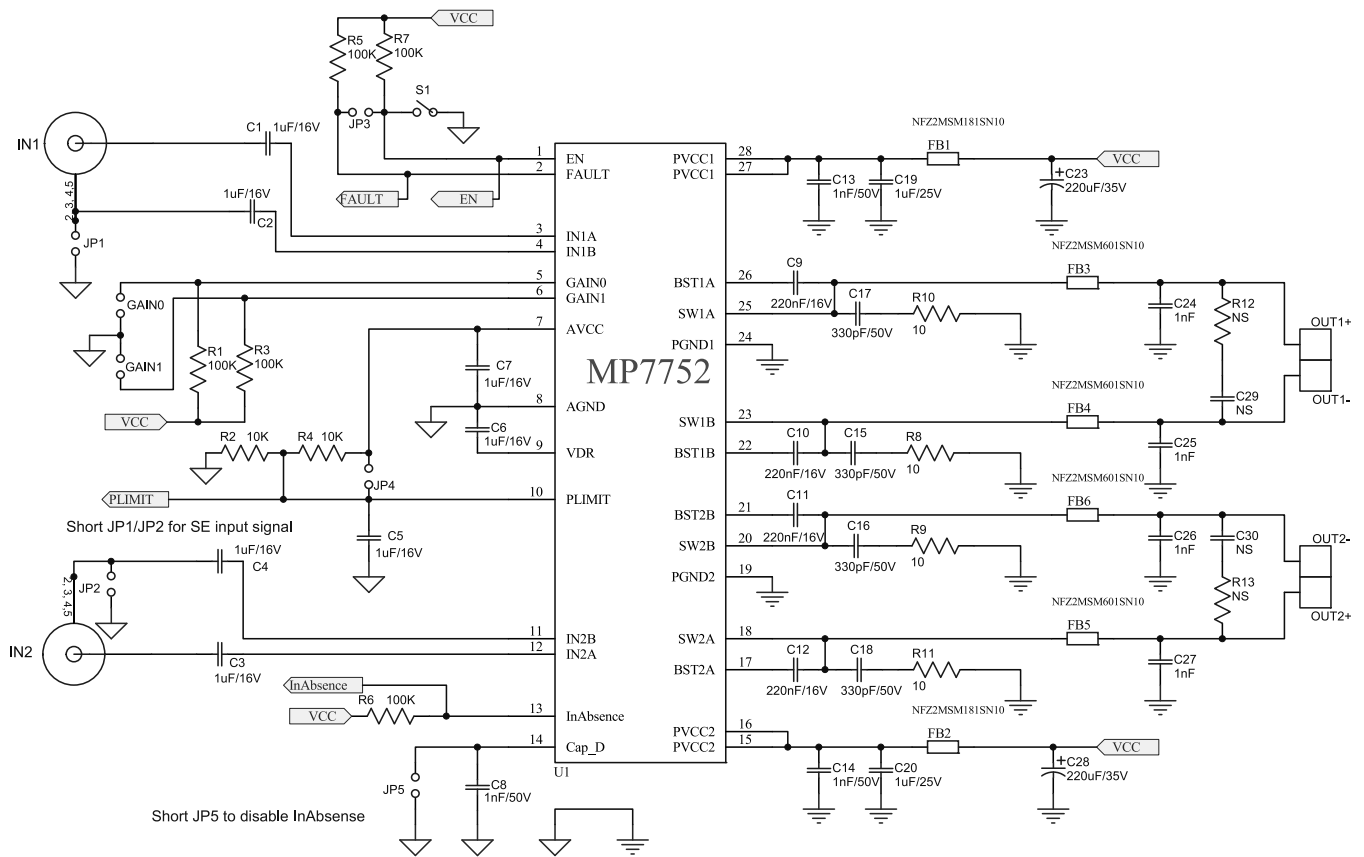 VCC
R5
100K
R7
100K
S1
JP3
NFZ2MSM181SN10
FB1
VCC
IN1
C1
1uF/16V
2, 3, 4,5
1uF/16V
C2
JP1
FAULT
EN
1
EN
2
FAULT
3
IN1A
4
IN1B
5
GAIN0
6
GAIN1
7
AVCC
8
AGND
9
VDR
10
PLIMIT
11
IN2B
12
IN2A
13
InAbsence
14
Cap_D
U1
MP7752
PVCC1
28
PVCC1
27
BST1A
26
SW1A
25
PGND1
24
SW1B
23
BST1B
22
BST2B
21
SW2B
20
PGND2
19
SW2A
18
BST2A
17
PVCC2
16
PVCC2
15
C13
1nF/50V
C19
1uF/25V
+
C23
220uF/35V
GAIN0
GAIN1
R1
100K
R3
100K
VCC
C7
1uF/16V
C6
1uF/16V
R2
10K
R4
10K
JP4
PLIMIT
Short JP1/JP2 for SE input signal
C5
1uF/16V
1uF/16V
C4
2, 3, 4,5
JP2
IN2
C3
1uF/16V
InAbsence
VCC
R6
100K
JP5
C8
1nF/50V
Short JP5 to disable InAbsense
C9
220nF/16V
C17
330pF/50V
R10
10
NFZ2MSM601SN10
FB3
C24
1nF
R12
NS
OUT1+
OUT1-
C29
NS
NFZ2MSM601SN10
FB4
C10
220nF/16V
C15
330pF/50V
R8
10
C25
1nF
NFZ2MSM601SN10
FB6
C11
220nF/16V
C16
330pF/50V
R9
10
C26
1nF
C30
NS
OUT2-
R13
NS
OUT2+
NFZ2MSM601SN10
FB5
C12
220nF/16V
C18
330pF/50V
R11
10
C27
1nF
NFZ2MSM181SN10
FB2
VCC
C14
1nF/50V
C20
1uF/25V
+
C28
220uF/35V